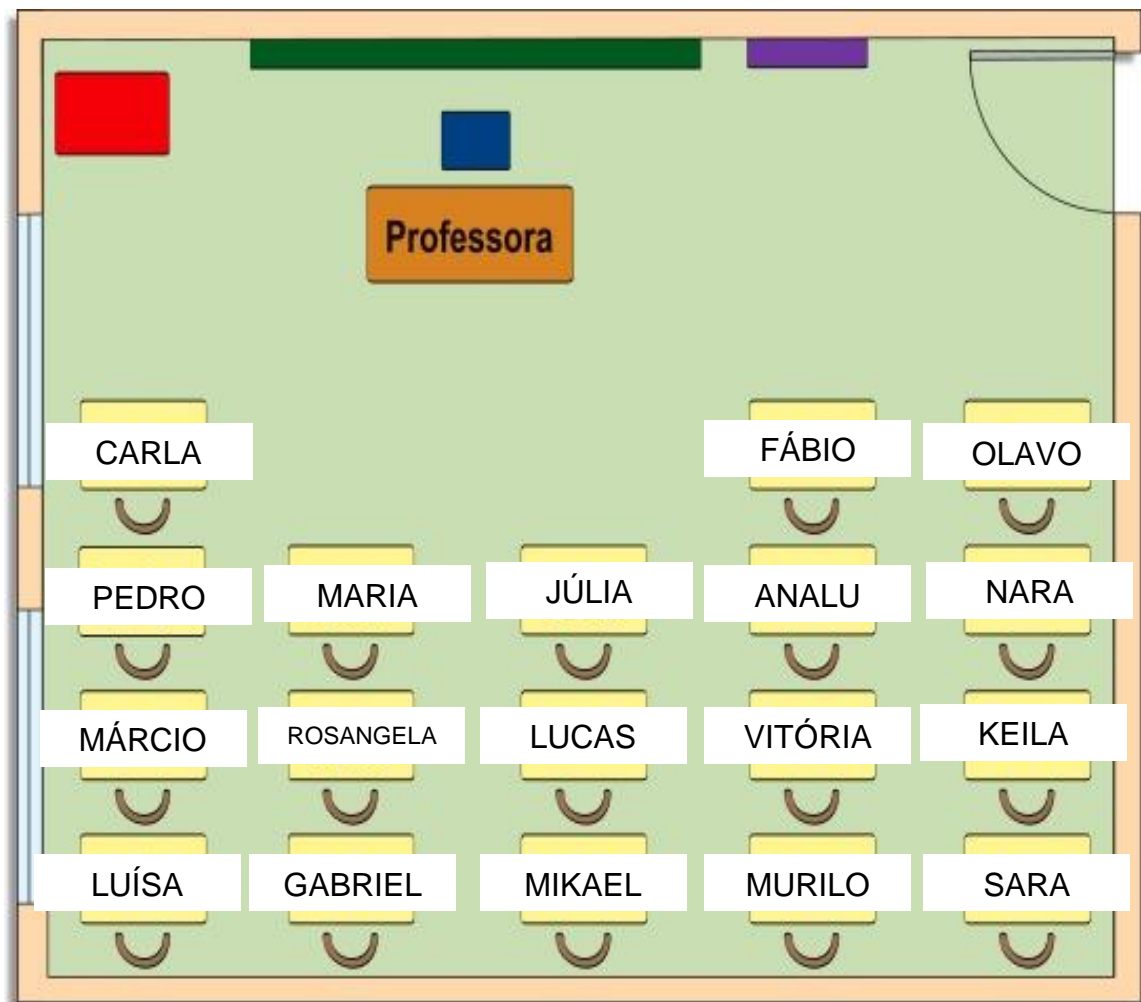 Professora
CARLA FÁBIO OLAVO
PEDRO MARIA JÚLIA ANALU NARA
MÁRCIO ROSANGELA LUCAS VITÓRIA KEILA
LUÍSA GABRIEL MIKAEL MURILO SARA